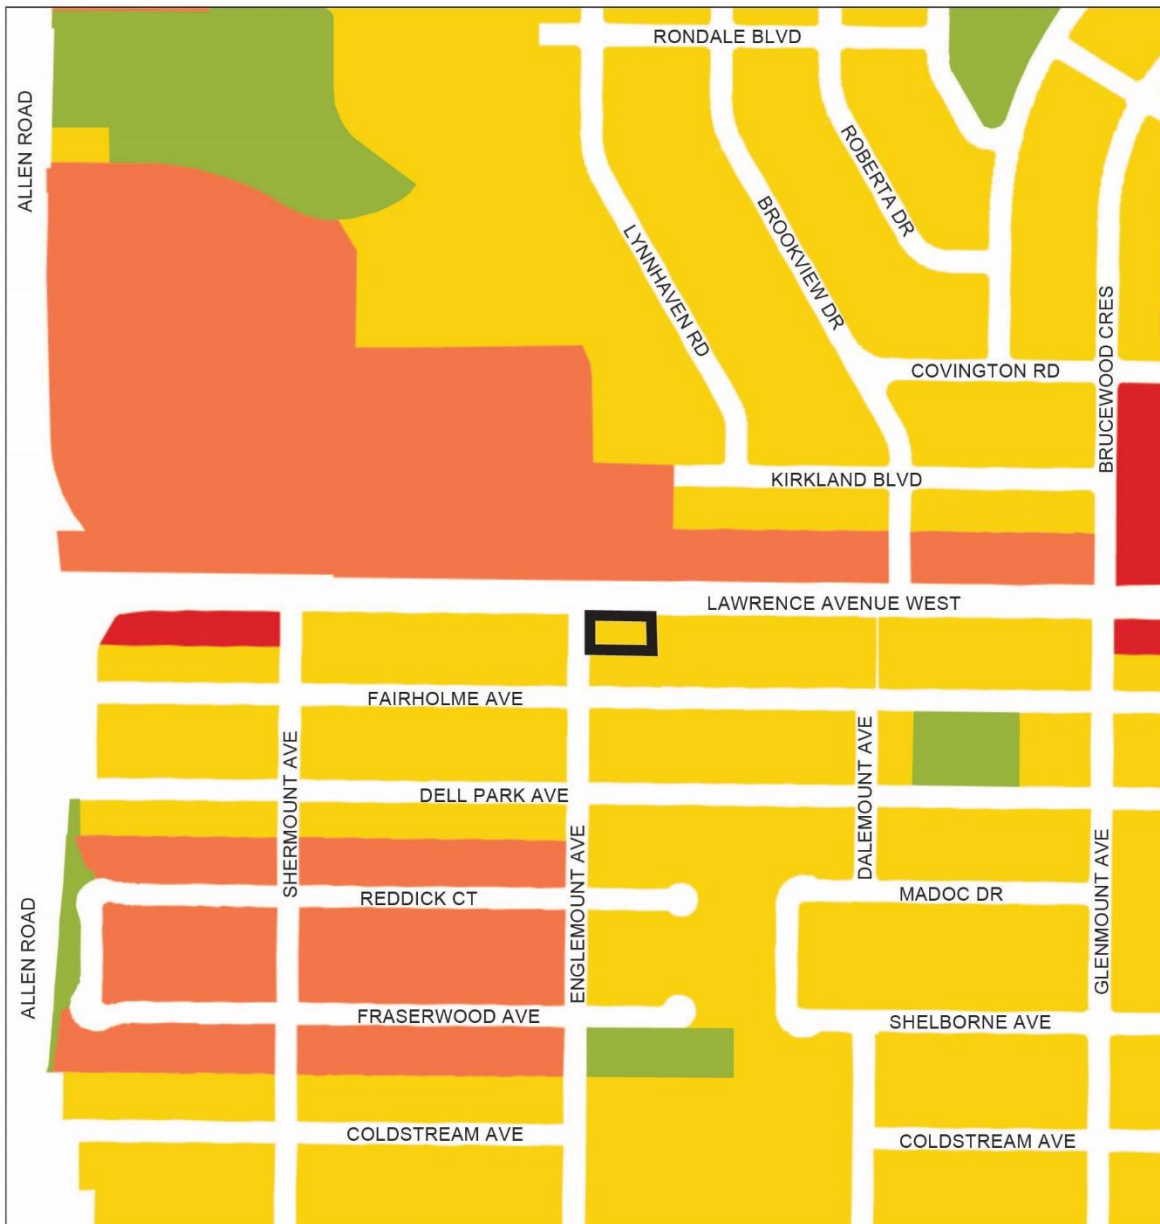 RONDALE BLVD
ALLEN ROAD
ROBERTA DR
BROOKVIEW DR
LYNNHAVEN RD
BRUCEWOOD CRES
COVINGTON RD
KIRKLAND BLVD
LAWRENCE AVENUE WEST
FAIRHOLME AVE
SHERMOUNT AVE
DELL PARK AVE
DALEMOUNT AVE
ENGLEMOUNT AVE
REDDICK CT
MADOC DR
GLENMOUNT AVE
ALLEN ROAD
FRASERWOOD AVE
SHELBORNE AVE
COLDSTREAM AVE
COLDSTREAM AVE